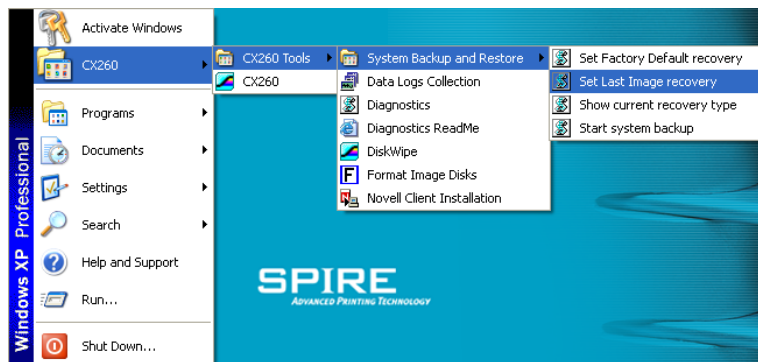 Activate Windows
CX260
Programs
Documents
Settings
Search
Help and Support
Run...
Shut Down...
Windows XP Professional
CX260 Tools
CX260
System Backup and Restore
Data Logs Collection
Diagnostics
Diagnostics ReadMe
DiskWipe
Format Image Disks
Novell Client Installation
Set Factory Default recovery
Set Last Image recovery
Show current recovery type
Start system backup
SPIRE
ADVANCED PRINTING TECHNOLOGY